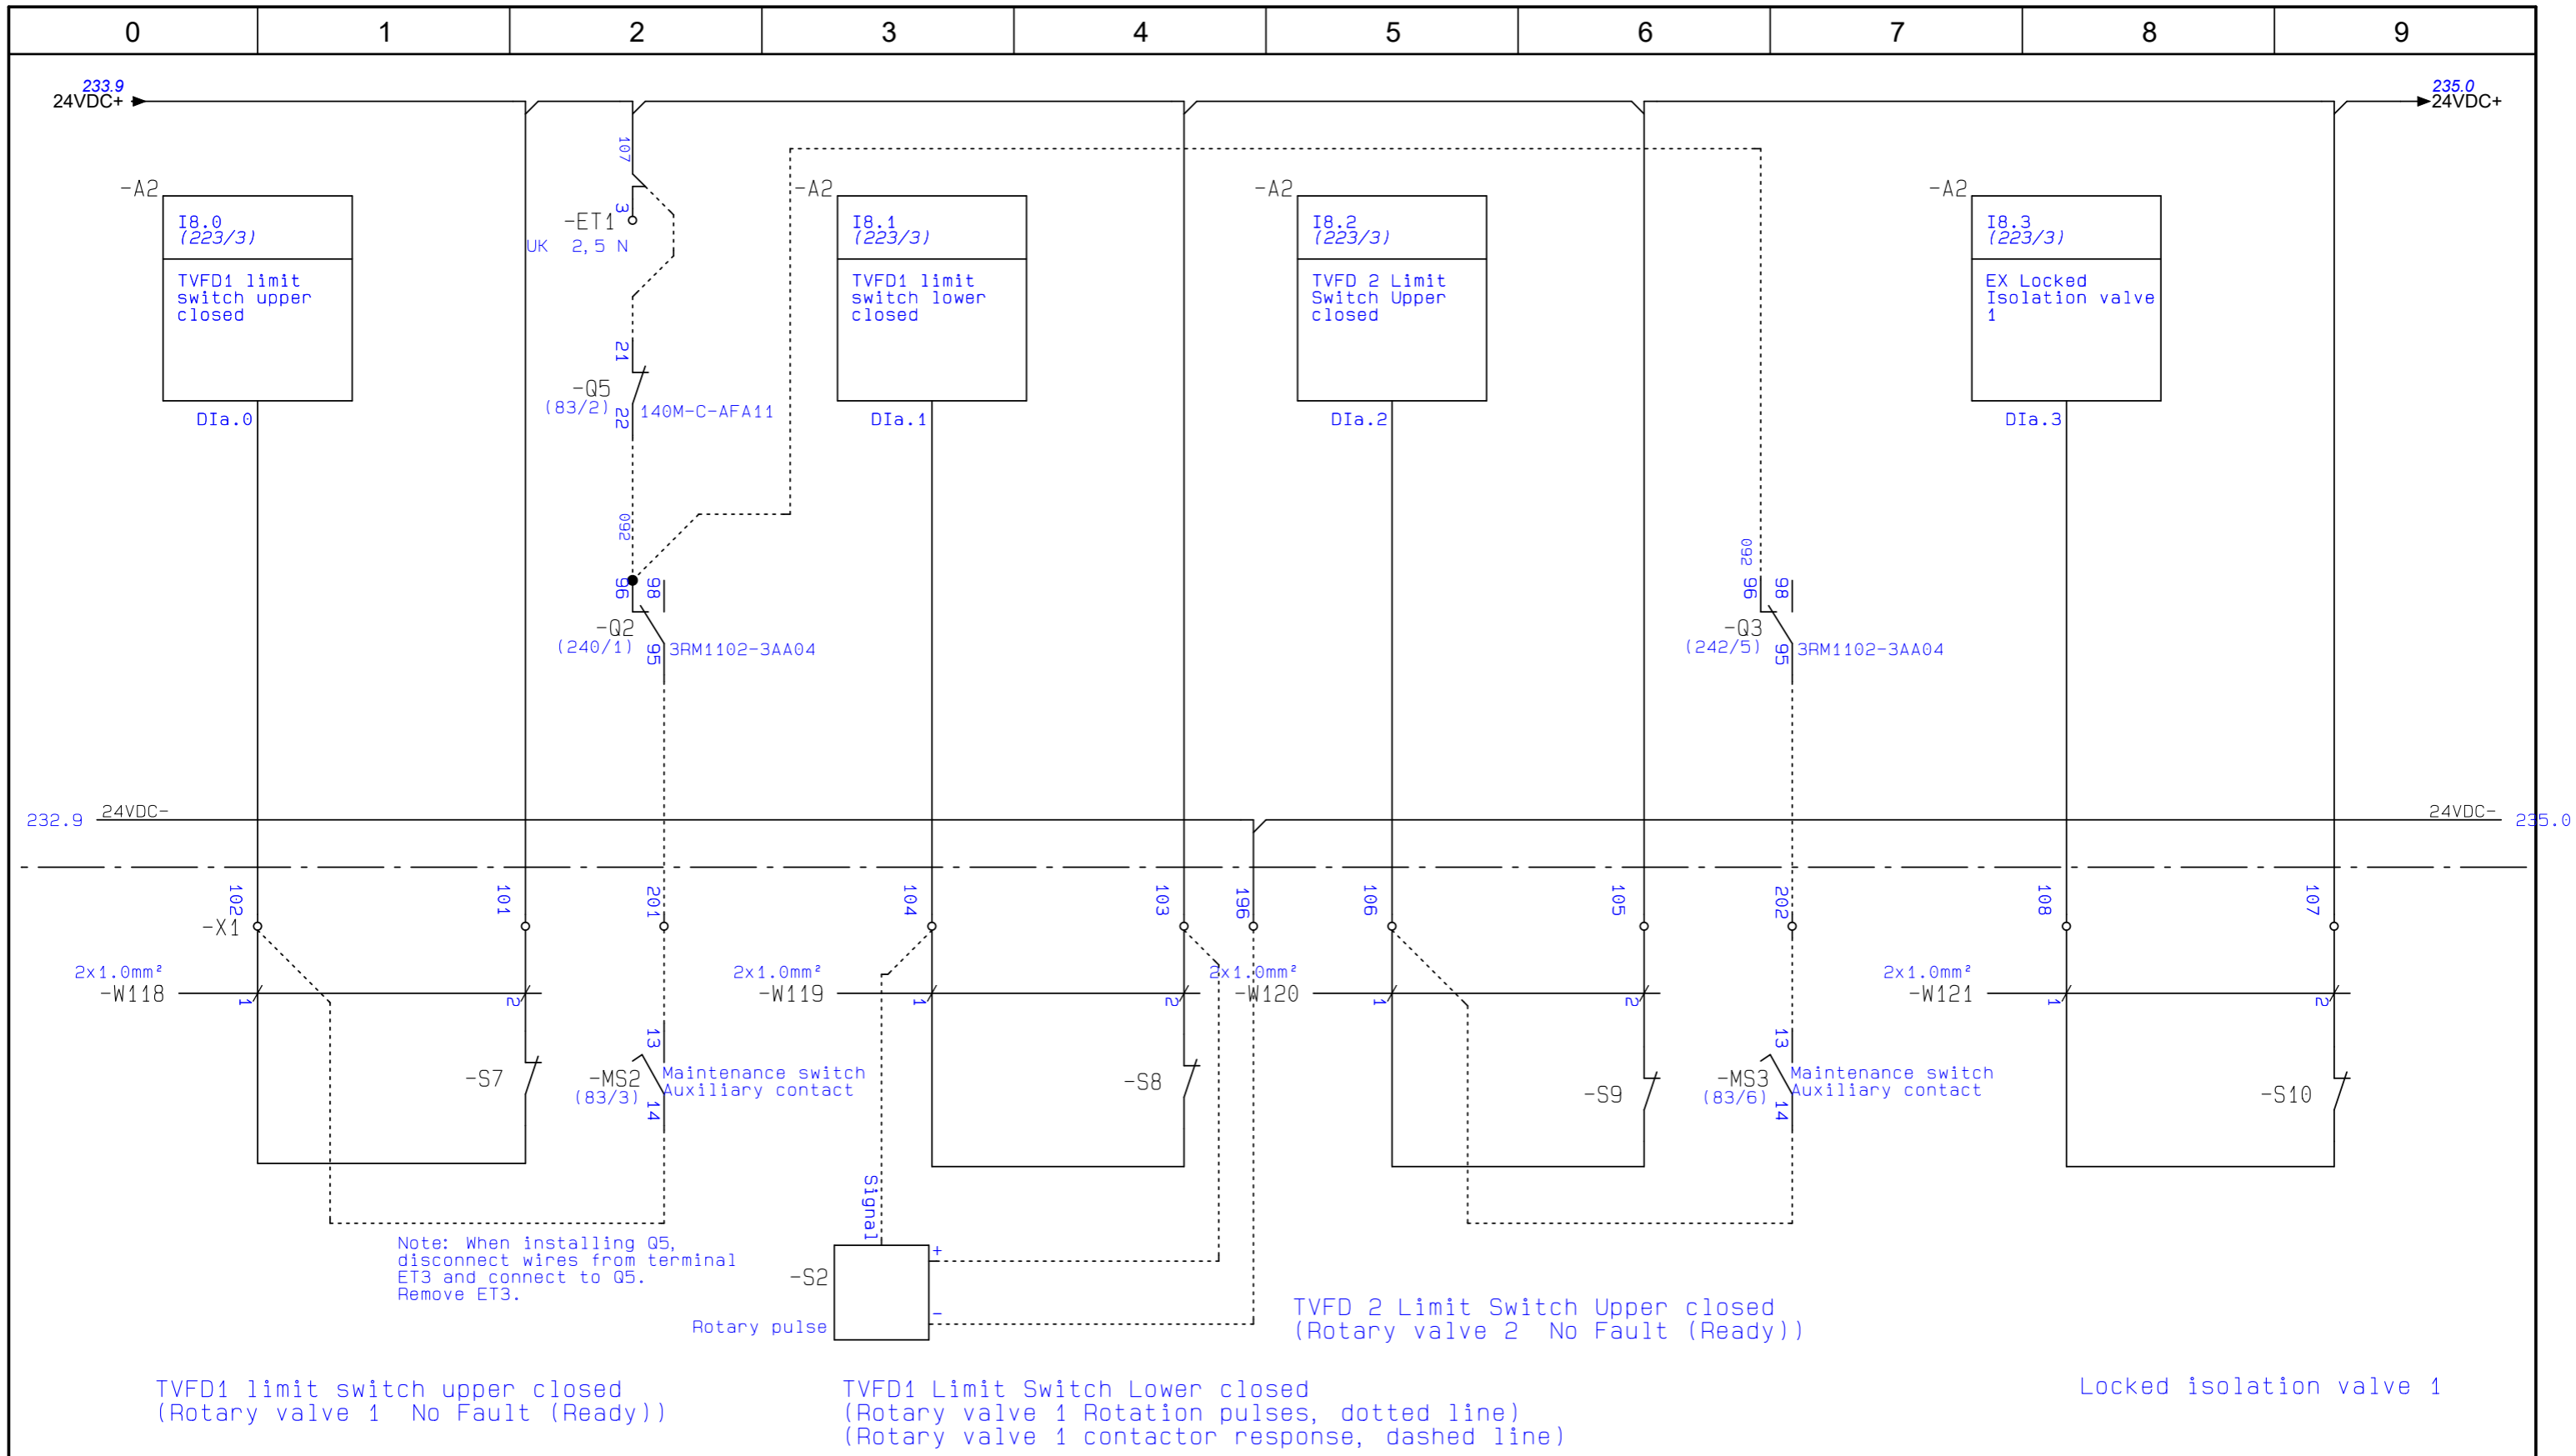 0 1 2 3 4 5 6 7 8 9
233.9
24VDC+
235.0
24VDC+
107
-A2
I8.0
(223/3)
TVFD1 limit
switch upper
closed
DIa.0
3
-ET1
UK 2,5 N
21
-Q5
(83/2)
22
140M-C-AFA11
092
96
98
-Q2
(240/1)
95
3RM1102-3AA04
-A2
I8.1
(223/3)
TVFD1 limit
switch lower
closed
DIa.1
-A2
I8.2
(223/3)
TVFD 2 Limit
Switch Upper
closed
DIa.2
092
96
98
-Q3
(242/5)
95
3RM1102-3AA04
-A2
I8.3
(223/3)
EX Locked
Isolation valve
1
DIa.3
232.9
24VDC-
24VDC-
235.0
102
101
201
104
103
196
106
105
202
108
107
-X1
2x1.0mm²
-W118
1
2
2x1.0mm²
-W119
1
2
2x1.0mm²
-W120
1
2
2x1.0mm²
-W121
1
2
-S7
13
-MS2
(83/3)
14
Maintenance switch
Auxiliary contact
-S8
-S9
13
-MS3
(83/6)
14
Maintenance switch
Auxiliary contact
-S10
Note: When installing Q5,
disconnect wires from terminal
ET3 and connect to Q5.
Remove ET3.
Signal
+
-S2
-
Rotary pulse
TVFD 2 Limit Switch Upper closed
(Rotary valve 2 No Fault (Ready))
TVFD1 limit switch upper closed
(Rotary valve 1 No Fault (Ready))
TVFD1 Limit Switch Lower closed
(Rotary valve 1 Rotation pulses, dotted line)
(Rotary valve 1 contactor response, dashed line)
Locked isolation valve 1